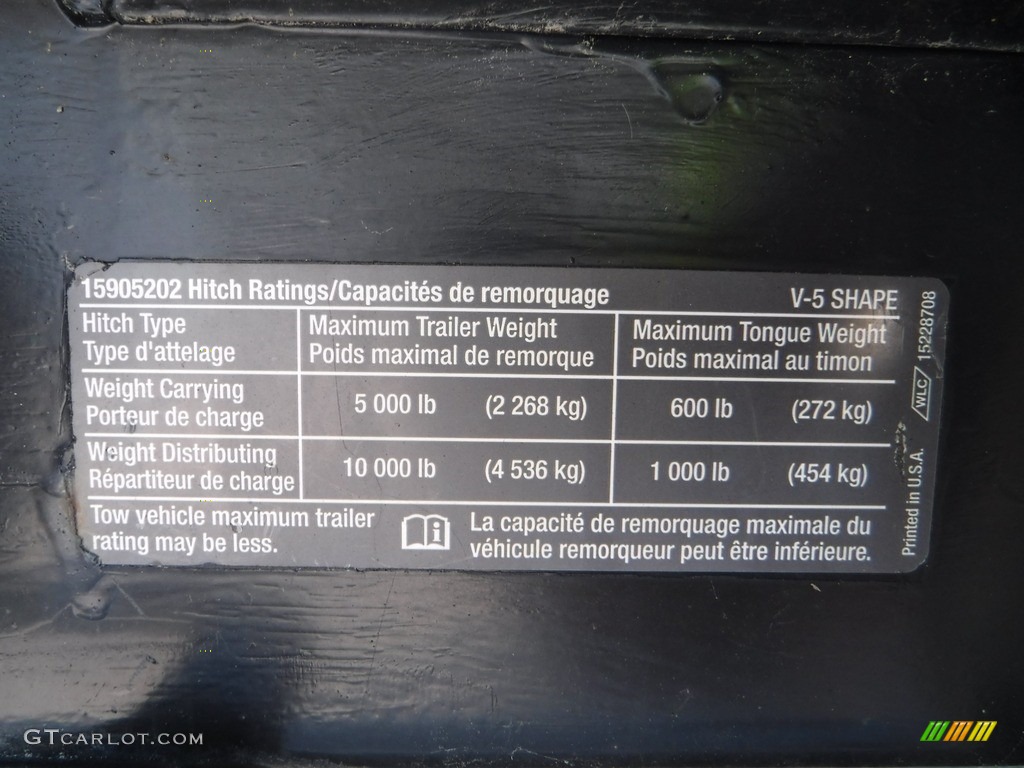 15905202 Hitch Ratings/Capacités de remorquage V-5 SHAPE
Hitch Type
Type d'attelage
Maximum Trailer Weight
Poids maximal de remorque
Maximum Tongue Weight
Poids maximal au timon
Weight Carrying
Porteur de charge
5 000 lb (2 268 kg) 600 lb (272 kg)
Weight Distributing
Répartiteur de charge
10 000 lb (4 536 kg) 1 000 lb (454 kg)
Tow vehicle maximum trailer
rating may be less.
La capacité de remorquage maximale du
véhicule remorqueur peut être inférieure.
Printed in U.S.A.
WLC
15228708
GTCARLOT.COM